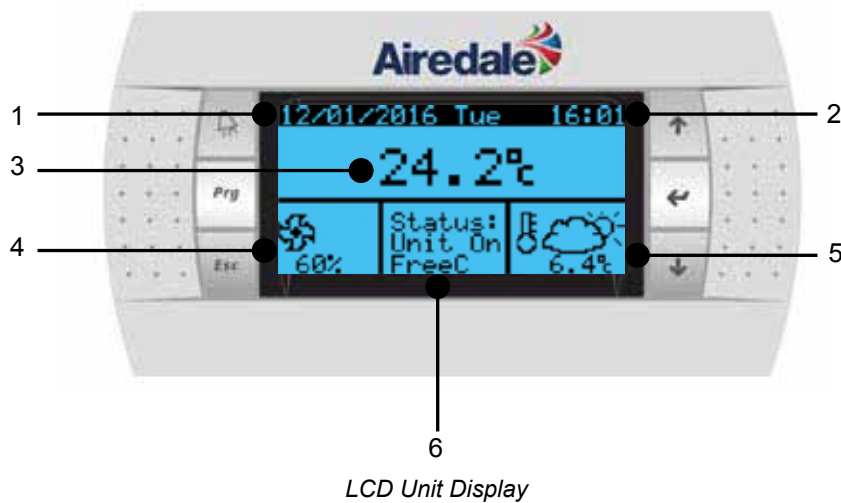 Airedale
1 12/01/2016 Tue 16:01 2
3 24.2°c
Prg
4 Status: 5
Unit On
60% FreeC 6.4°c
Esc
6
LCD Unit Display